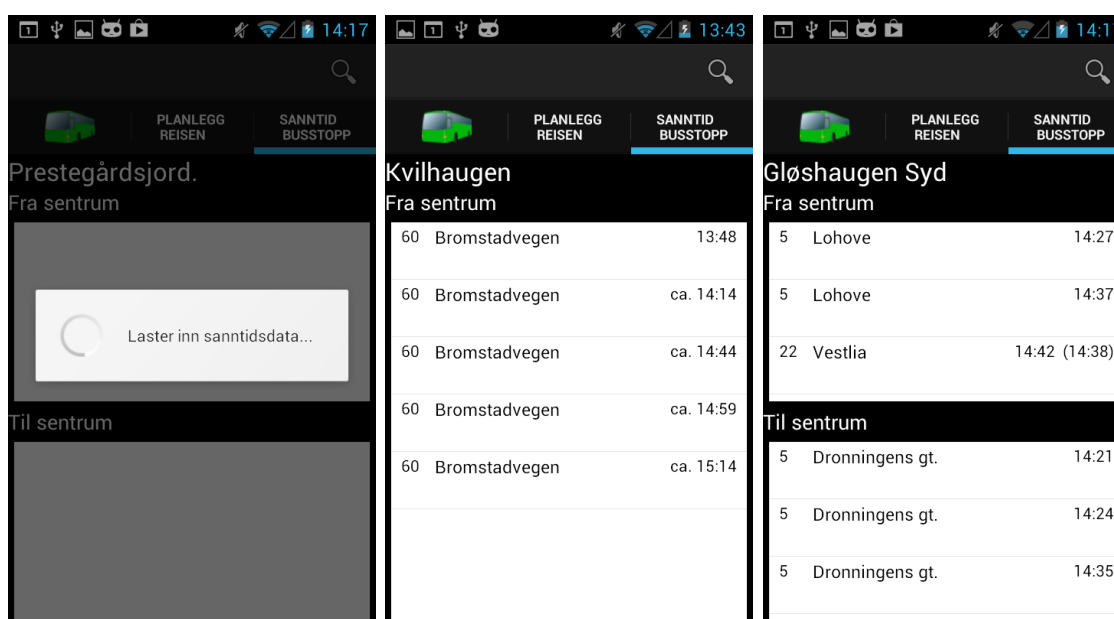 14:17
PLANLEGG
REISEN
SANNTID
BUSSTOPP
Prestegårdsjord.
Fra sentrum
Laster inn sanntidsdata...
Til sentrum
13:43
PLANLEGG
REISEN
SANNTID
BUSSTOPP
Kvilhaugen
Fra sentrum
60 Bromstadvegen 13:48
60 Bromstadvegen ca. 14:14
60 Bromstadvegen ca. 14:44
60 Bromstadvegen ca. 14:59
60 Bromstadvegen ca. 15:14
14:1
PLANLEGG
REISEN
SANNTID
BUSSTOPP
Gløshaugen Syd
Fra sentrum
5 Lohove 14:27
5 Lohove 14:37
22 Vestlia 14:42 (14:38)
Til sentrum
5 Dronningens gt. 14:21
5 Dronningens gt. 14:24
5 Dronningens gt. 14:35